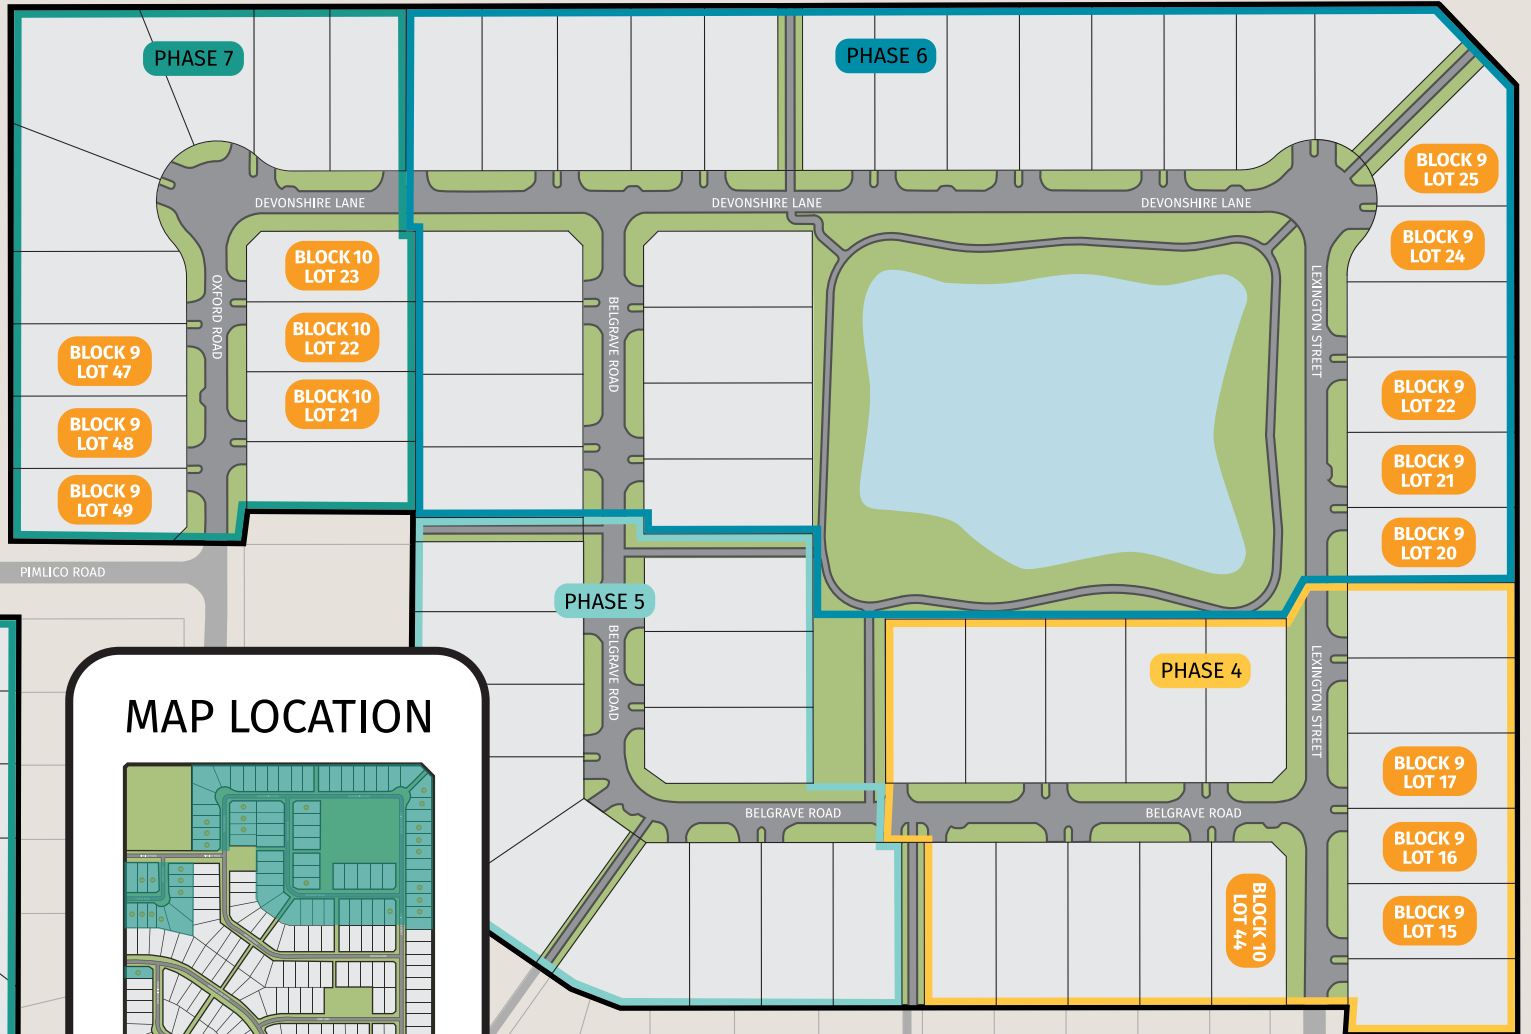 PHASE 7
PHASE 6
BLOCK 9
LOT 25
DEVONSHIRE LANE
DEVONSHIRE LANE
DEVONSHIRE LANE
BLOCK 9
LOT 24
BLOCK 10
LOT 23
OXFORD ROAD
BELGRAVE ROAD
LEXINGTON STREET
BLOCK 10
LOT 22
BLOCK 9
LOT 47
BLOCK 10
LOT 21
BLOCK 9
LOT 22
BLOCK 9
LOT 48
BLOCK 9
LOT 21
BLOCK 9
LOT 49
BLOCK 9
LOT 20
PIMLICO ROAD
PHASE 5
BELGRAVE ROAD
PHASE 4
LEXINGTON STREET
MAP LOCATION
BLOCK 9
LOT 17
BELGRAVE ROAD
BELGRAVE ROAD
BLOCK 9
LOT 16
BLOCK 10
LOT 44
BLOCK 9
LOT 15